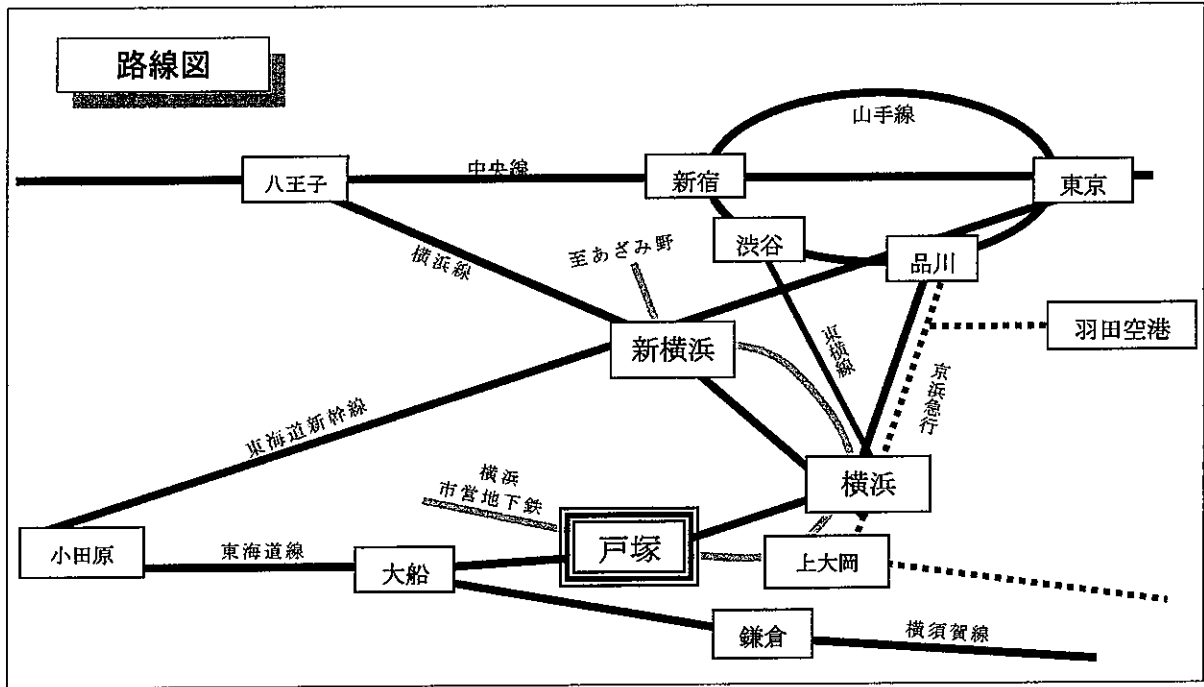 路線図
山手線
中央線
八王子
新宿
東京
渋谷
品川
横浜線
至あざみ野
羽田空港
新横浜
東横線
京浜急行
東海道新幹線
横浜
市営地下鉄
横浜
戸塚
小田原
東海道線
大船
上大岡
鎌倉
横須賀線